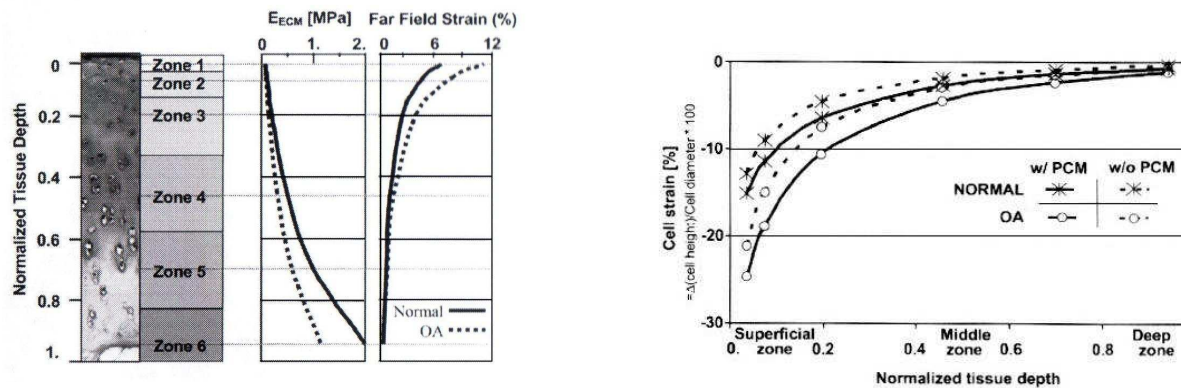 E_ECM [MPa] Far Field Strain (%)
0 1. 2. 0 6 12
Normalized Tissue Depth
0
0.2
0.4
0.6
0.8
1.
Zone 1
Zone 2
Zone 3
Zone 4
Zone 5
Zone 6
Normal
OA
Cell strain [%]
=Δ(cell height)/Cell diameter * 100
0
-10
-20
-30
w/ PCM w/o PCM
NORMAL
OA
Superficial zone
Middle zone
Deep zone
0. 0.2 0.4 0.6 0.8
Normalized tissue depth